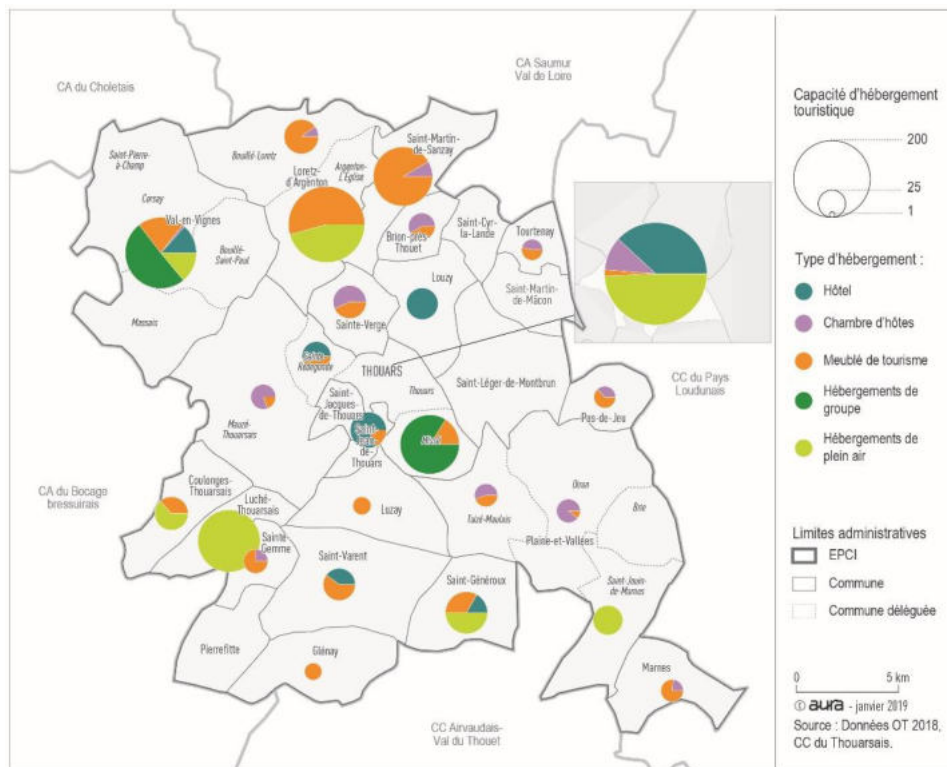 CA du Choletais
CA Saumur
Val de Loire
Saint-Pierre
à-Champ
Bouillé-Loretz
Saint-Martin
de-Sanzay
Argenton
L'Eglise
Loretz-
d'Argenton
Cersay
Val-en-Vignes
Bouillé-
Saint-Paul
Brion-près
Thouet
Saint-Cyr-
la-Lande
Tourtenay
Louzy
Saint-Martin-
de-Mâcon
Massais
Sainte-Verge
Sainte-
Radegonde
THOUARS
Thouars
Saint-Léger-de-Montbrun
CC du Pays
Loudunais
Saint-
Jacques-
de-Thouars
Mauzé-
Thouarsais
Pas-de-Jeu
Saint-
Jean-
de-
Thouars
Missé
Oiron
Brie
CA du Bocage
bressuirais
Coulonges-
Thouarsais
Luché-
Thouarsais
Luzay
Taizé-Maulais
Plaine-et-Vallées
Sainte-
Gemme
Saint-Varent
Saint-Généroux
Saint-Jouin-
de-Marnes
Pierrefitte
Glénay
Marnes
CC Airvaudais-
Val du Thouet
Capacité d'hébergement
touristique
200
25
1
Type d'hébergement :
Hôtel
Chambre d'hôtes
Meublé de tourisme
Hébergements de
groupe
Hébergements de
plein air
Limites administratives
EPCI
Commune
Commune déléguée
0 5 km
© aura - janvier 2019
Source : Données OT 2018,
CC du Thouarsais.